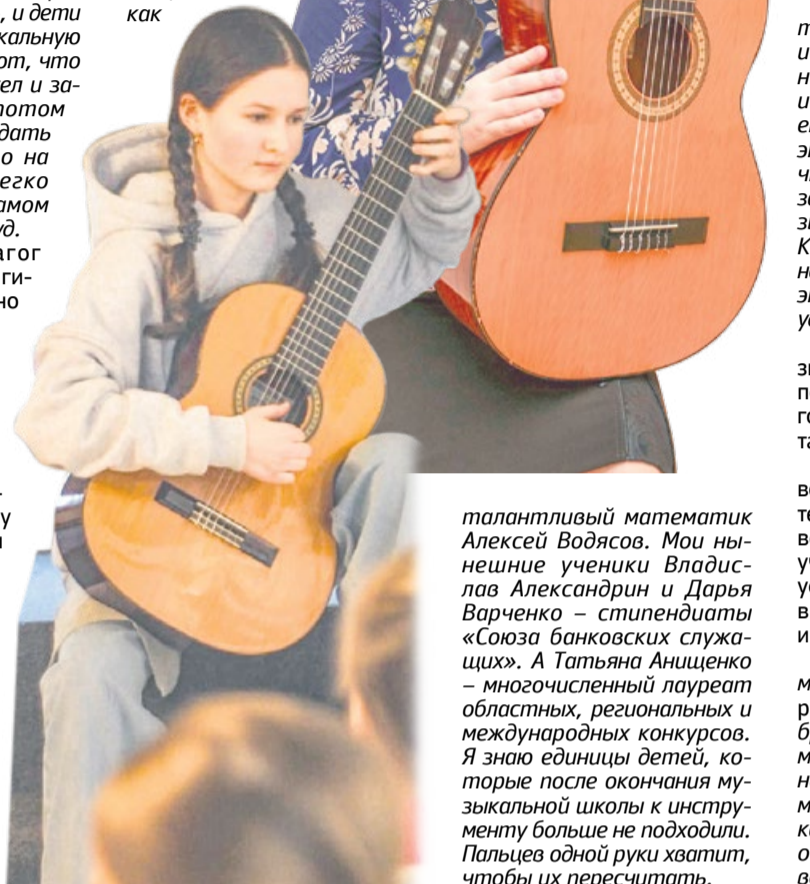 , и дети
кальную
от, что
ел и за-
потом
дать
о на
егко
амом
уд.
агог
ги-
но
у
как
талантливый математик
Алексей Водясов. Мои ны-
нешние ученики Владис-
лав Александрин и Дарья
Варченко – стипендиаты
«Союза банковских служа-
щих». А Татьяна Анищенко
– многочисленный лауреат
областных, региональных и
международных конкурсов.
Я знаю единицы детей, ко-
торые после окончания му-
зыкальной школы к инстру-
менту больше не подходили.
Пальцев одной руки хватит,
чтобы их пересчитать.